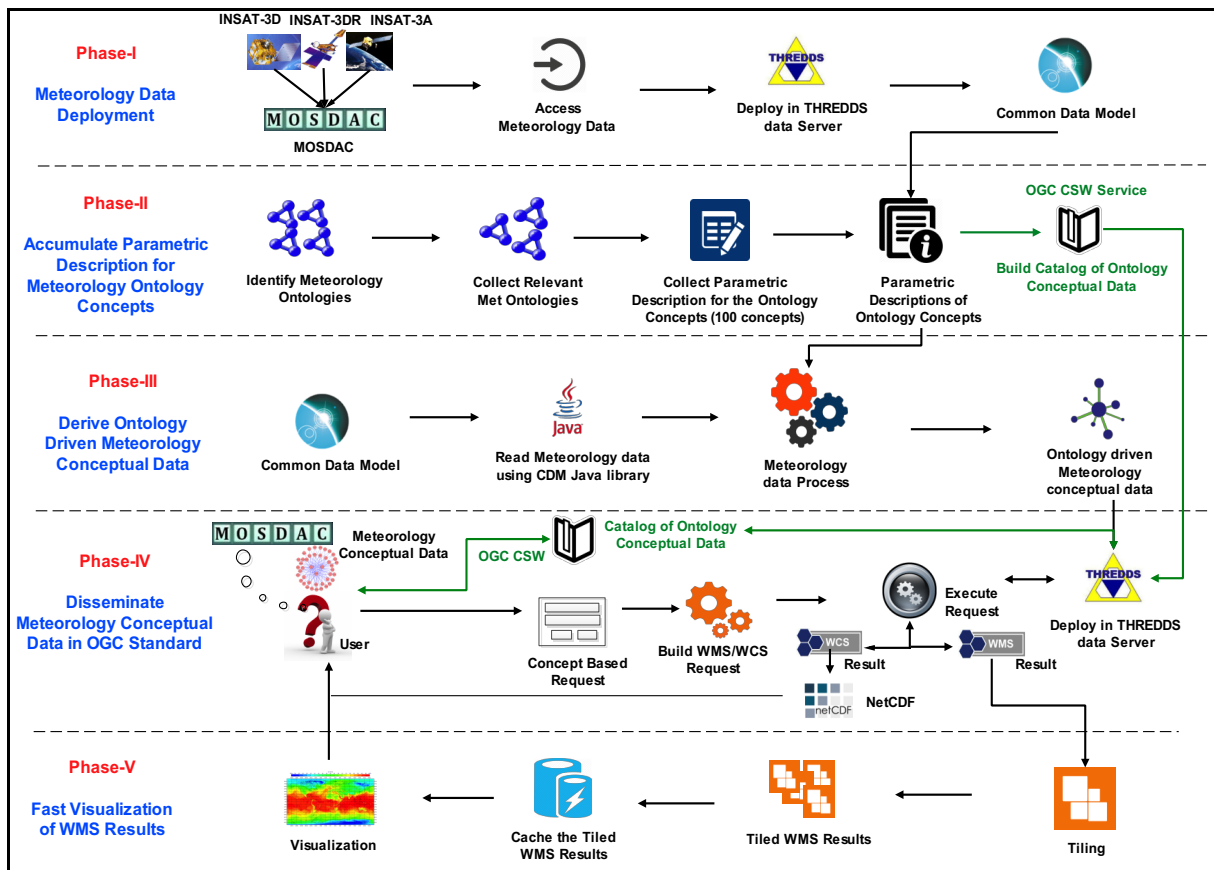 INSAT-3D INSAT-3DR INSAT-3A
Phase-I
Meteorology Data
Deployment
MOSDAC
MOSDAC
Access
Meteorology Data
THREDDS
Deploy in THREDDS
data Server
Common Data Model
Phase-II
Accumulate Parametric
Description for
Meteorology Ontology
Concepts
Identify Meteorology
Ontologies
Collect Relevant
Met Ontologies
Collect Parametric
Description for the Ontology
Concepts (100 concepts)
Parametric
Descriptions of
Ontology Concepts
OGC CSW Service
Build Catalog of Ontology
Conceptual Data
Phase-III
Derive Ontology
Driven Meteorology
Conceptual Data
Common Data Model
Java
Read Meteorology data
using CDM Java library
Meteorology
data Process
Ontology driven
Meteorology
conceptual data
Phase-IV
Disseminate
Meteorology Conceptual
Data in OGC Standard
MOSDAC
Meteorology
Conceptual Data
User
OGC CSW
Catalog of Ontology
Conceptual Data
Concept Based
Request
Build WMS/WCS
Request
Execute
Request
THREDDS
Deploy in THREDDS
data Server
WCS
Result
WMS
Result
netCDF
NetCDF
Phase-V
Fast Visualization
of WMS Results
Visualization
Cache the Tiled
WMS Results
Tiled WMS Results
Tiling